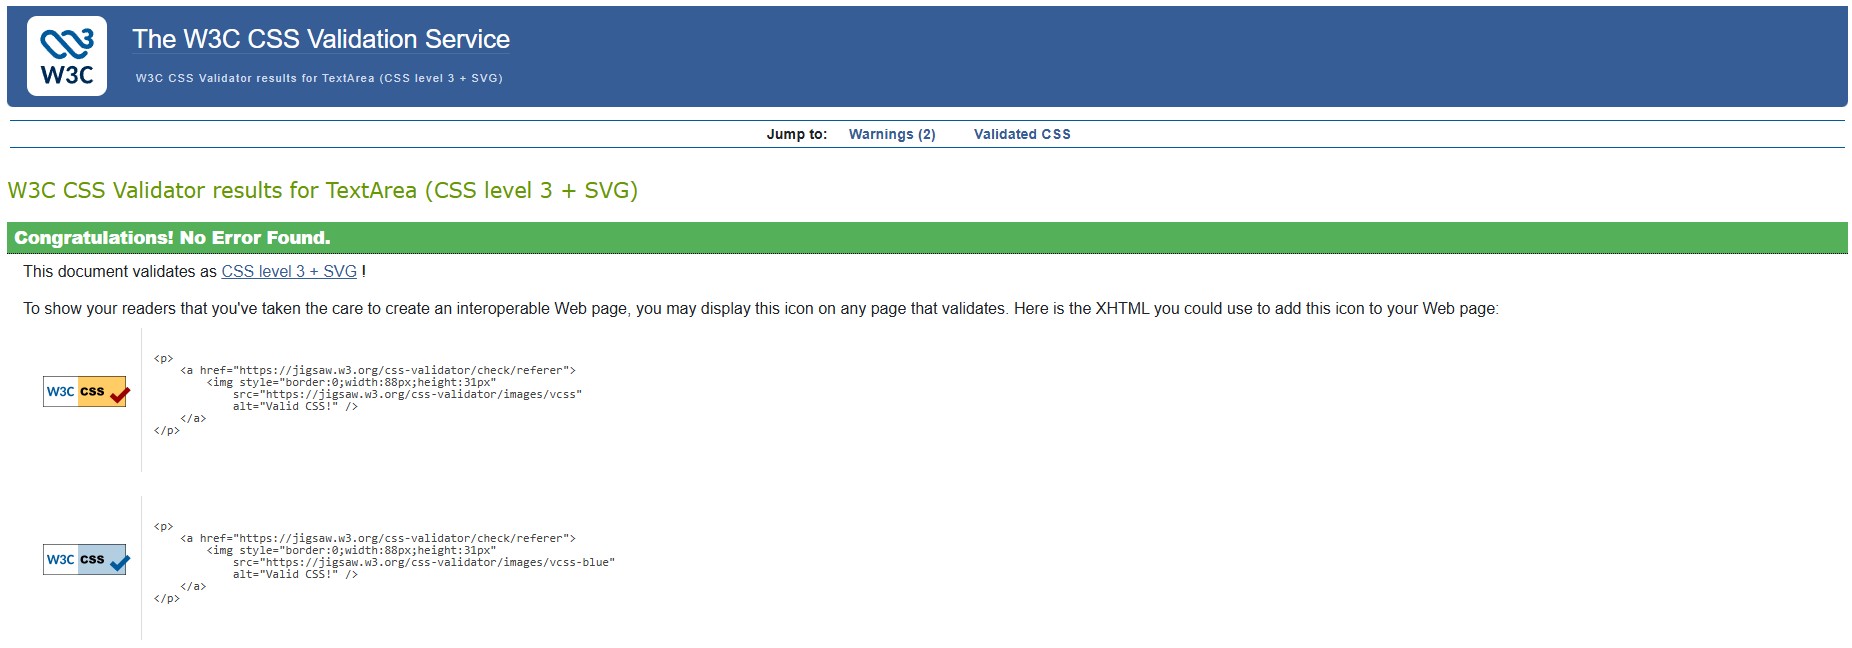 W3C
The W3C CSS Validation Service
W3C CSS Validator results for TextArea (CSS level 3 + SVG)
Jump to: Warnings (2) Validated CSS
W3C CSS Validator results for TextArea (CSS level 3 + SVG)
Congratulations! No Error Found.
This document validates as CSS level 3 + SVG !
To show your readers that you've taken the care to create an interoperable Web page, you may display this icon on any page that validates. Here is the XHTML you could use to add this icon to your Web page:
W3C css
<p>
<a href="https://jigsaw.w3.org/css-validator/check/referer">
<img style="border:0;width:88px;height:31px"
src="https://jigsaw.w3.org/css-validator/images/vcss"
alt="Valid CSS!" />
</a>
</p>
W3C css
<p>
<a href="https://jigsaw.w3.org/css-validator/check/referer">
<img style="border:0;width:88px;height:31px"
src="https://jigsaw.w3.org/css-validator/images/vcss-blue"
alt="Valid CSS!" />
</a>
</p>